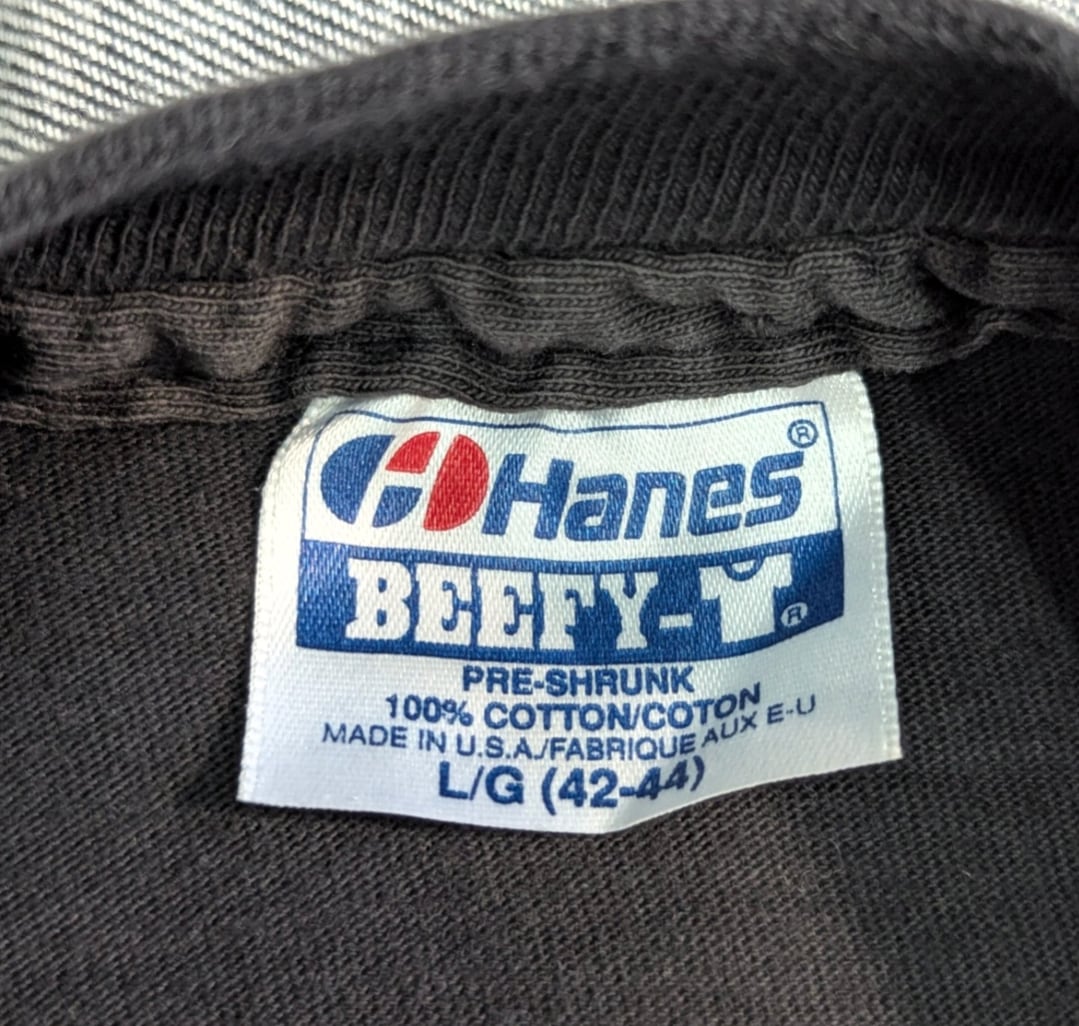 Hanes®
BEEFY-T®
PRE-SHRUNK
100% COTTON/COTON
MADE IN U.S.A./FABRIQUE AUX E-U
L/G (42-44)